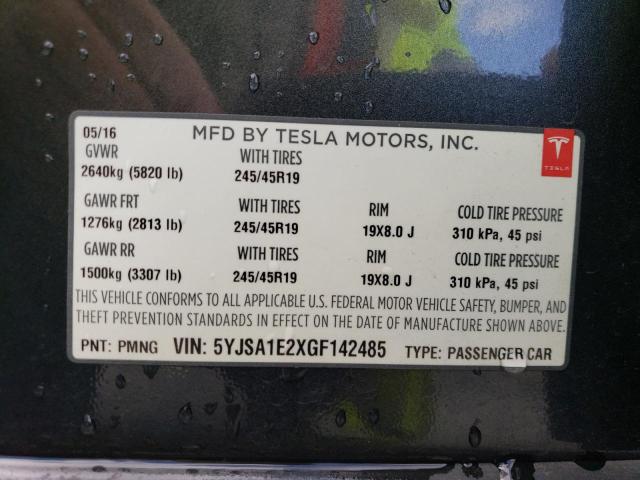 05/16 MFD BY TESLA MOTORS, INC.
GVWR WITH TIRES
2640kg (5820 lb) 245/45R19
TESLA
GAWR FRT WITH TIRES RIM COLD TIRE PRESSURE
1276kg (2813 lb) 245/45R19 19X8.0 J 310 kPa, 45 psi
GAWR RR WITH TIRES RIM COLD TIRE PRESSURE
1500kg (3307 lb) 245/45R19 19X8.0 J 310 kPa, 45 psi
THIS VEHICLE CONFORMS TO ALL APPLICABLE U.S. FEDERAL MOTOR VEHICLE SAFETY, BUMPER, AND
THEFT PREVENTION STANDARDS IN EFFECT ON THE DATE OF MANUFACTURE SHOWN ABOVE.
PNT: PMNG VIN: 5YJSA1E2XGF142485 TYPE: PASSENGER CAR